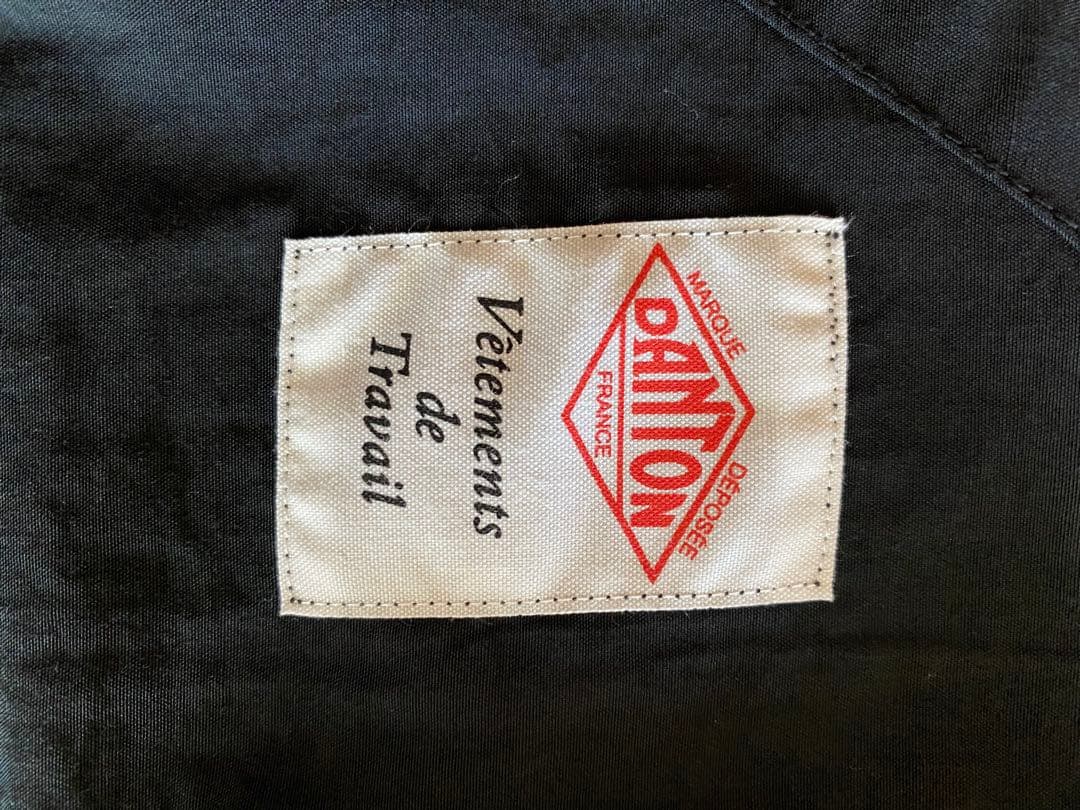 MARQUE DÉPOSÉE
DANTON
FRANCE
Vêtements
de
Travail